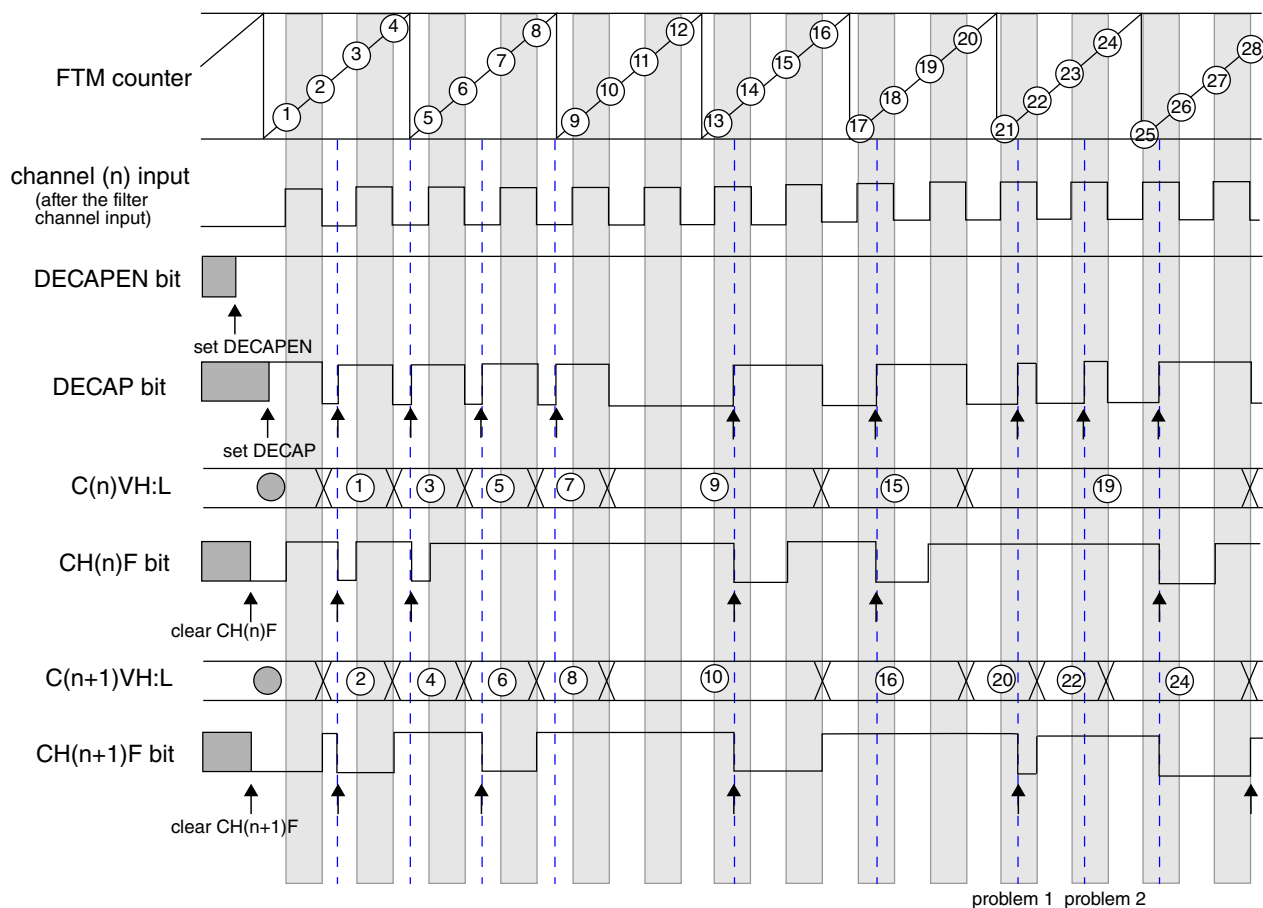 4 8 12 16 20 24 28
3 7 11 15 19 23 27
2 6 10 14 18 22 26
1 5 9 13 17 21 25
FTM counter
channel (n) input
(after the filter
channel input)
DECAPEN bit
set DECAPEN
DECAP bit
set DECAP
C(n)VH:L
1 3 5 7 9 15 19
CH(n)F bit
clear CH(n)F
C(n+1)VH:L
2 4 6 8 10 16 20 22 24
CH(n+1)F bit
clear CH(n+1)F
problem 1 problem 2